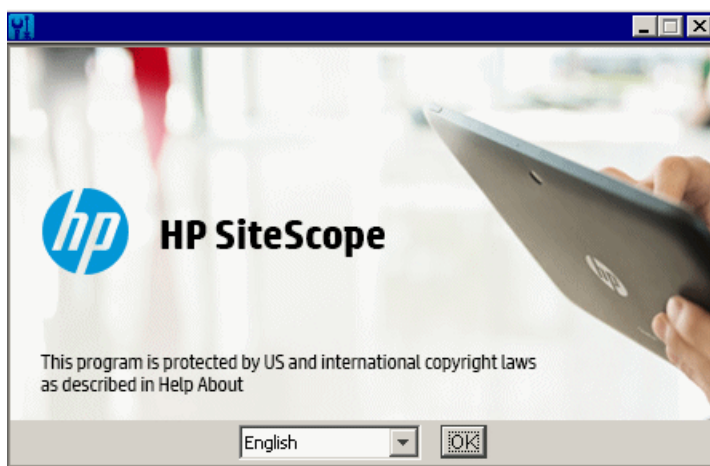 hp
HP SiteScope
hp
This program is protected by US and international copyright laws
as described in Help About
English
OK